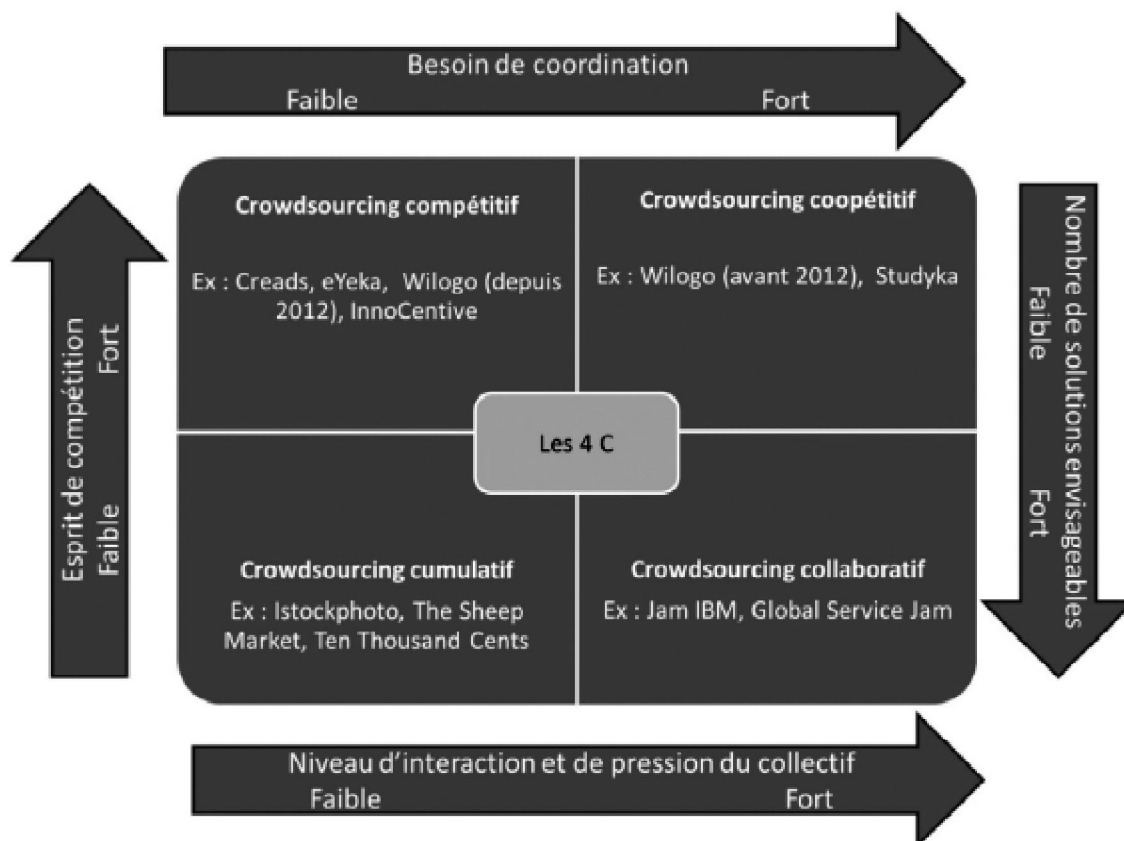 Besoin de coordination
Faible Fort
Esprit de compétition
Faible Fort
Crowdsourcing compétitif
Ex : Creads, eYeka, Wilogo (depuis
2012), InnoCentive
Crowdsourcing coopétitif
Ex : Wilogo (avant 2012), Studyka
Nombre de solutions envisageables
Faible Fort
Les 4 C
Crowdsourcing cumulatif
Ex : Istockphoto, The Sheep
Market, Ten Thousand Cents
Crowdsourcing collaboratif
Ex : Jam IBM, Global Service Jam
Niveau d'interaction et de pression du collectif
Faible Fort